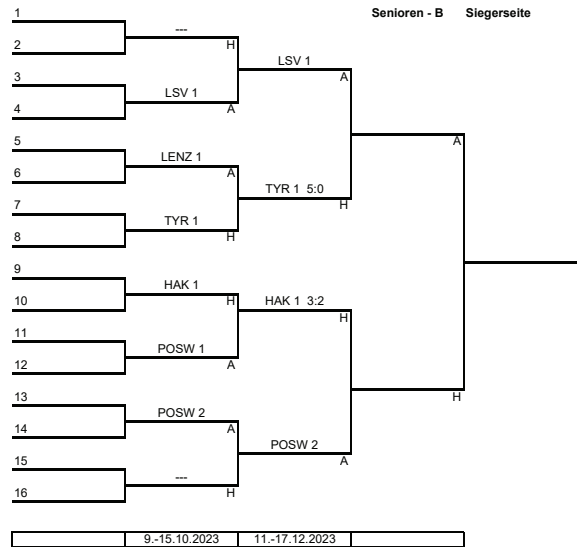 Senioren - B Siegerseite
1
---
2
H
LSV 1
3
A
LSV 1
4
A
5
A
LENZ 1
6
A
TYR 1 5:0
7
H
TYR 1
8
H
9
HAK 1
10
H
HAK 1 3:2
11
H
POSW 1
12
A
13
H
POSW 2
14
A
POSW 2
15
A
---
16
H
9.-15.10.2023 11.-17.12.2023